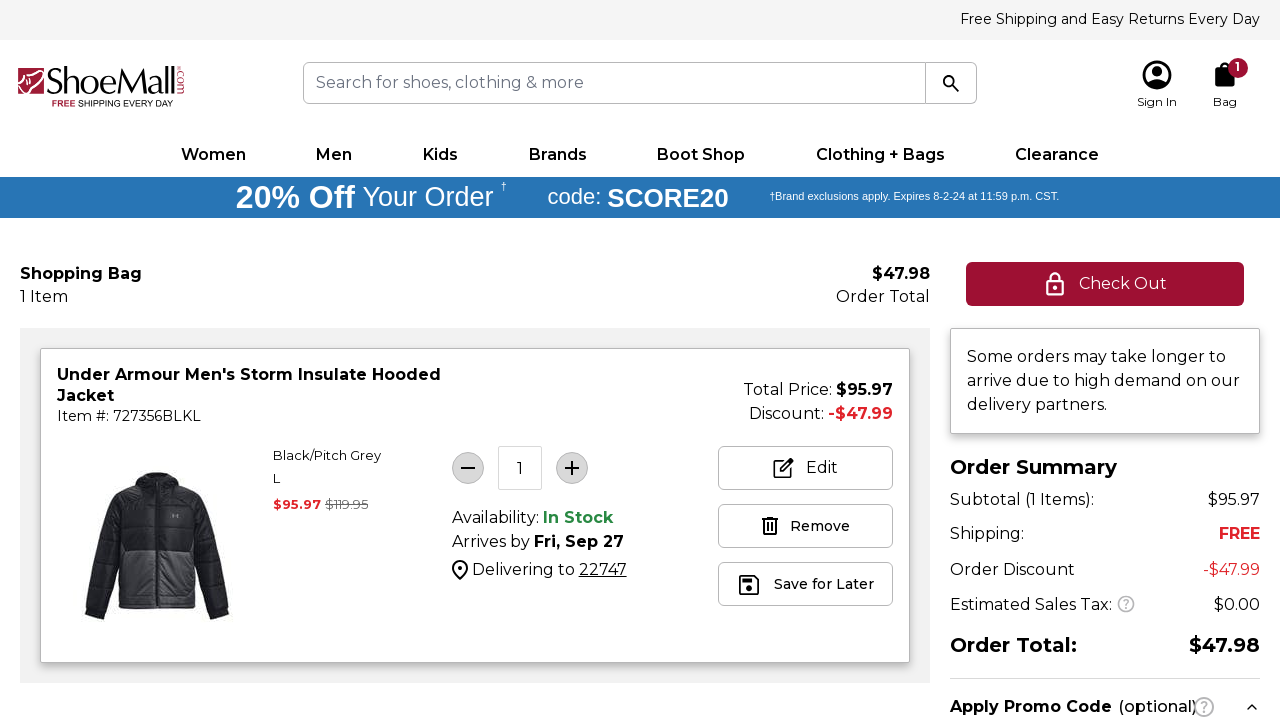 Free Shipping and Easy Returns Every Day
ShoeMall.com®
FREE SHIPPING EVERY DAY
Search for shoes, clothing & more
1
Sign In
Bag
Women
Men
Kids
Brands
Boot Shop
Clothing + Bags
Clearance
20% Off Your Order † code: SCORE20 †Brand exclusions apply. Expires 8-2-24 at 11:59 p.m. CST.
Shopping Bag
1 Item
$47.98
Order Total
Check Out
Under Armour Men's Storm Insulate Hooded
Jacket
Item #: 727356BLKL
Total Price: $95.97
Discount: -$47.99
Black/Pitch Grey
L
$95.97 $119.95
1
Availability: In Stock
Arrives by Fri, Sep 27
Delivering to 22747
Edit
Remove
Save for Later
Some orders may take longer to
arrive due to high demand on our
delivery partners.
Order Summary
Subtotal (1 Items): $95.97
Shipping: FREE
Order Discount -$47.99
Estimated Sales Tax: $0.00
Order Total: $47.98
Apply Promo Code (optional)